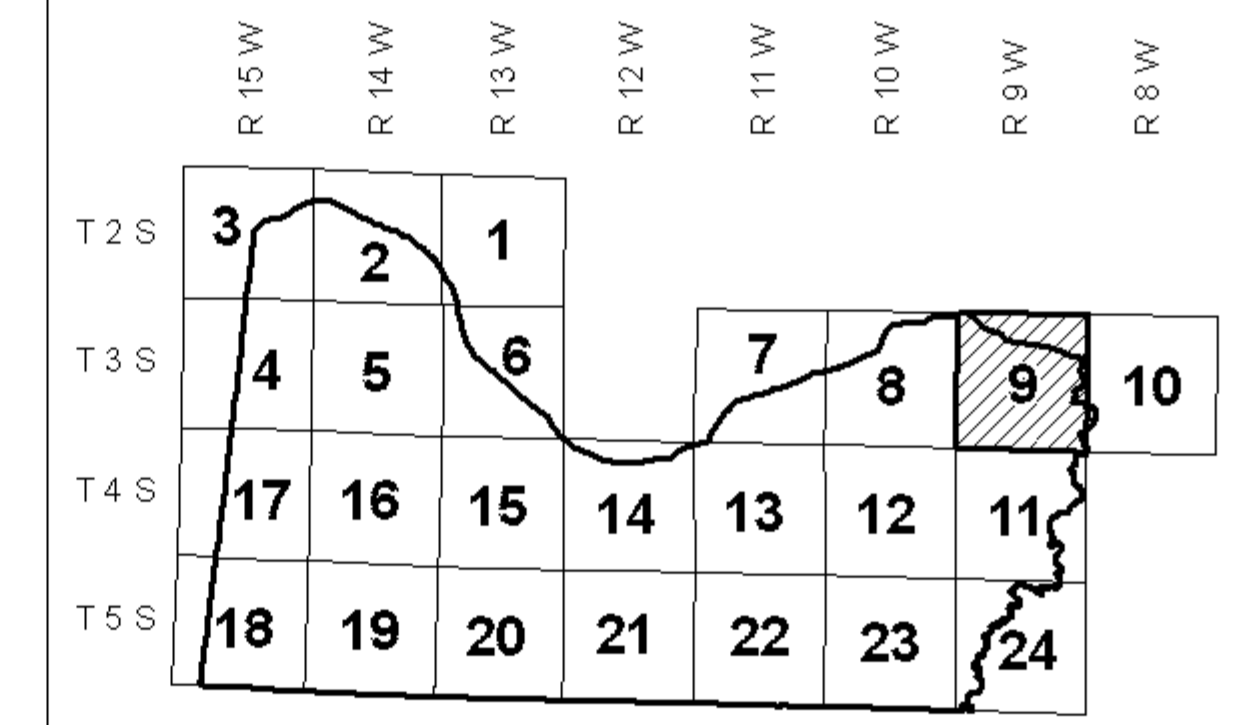 R 15 W R 14 W R 13 W R 12 W R 11 W R 10 W R 9 W R 8 W
T 2 S 3 2 1
T 3 S 4 5 6 7 8 9 10
T 4 S 17 16 15 14 13 12 11
T 5 S 18 19 20 21 22 23 24